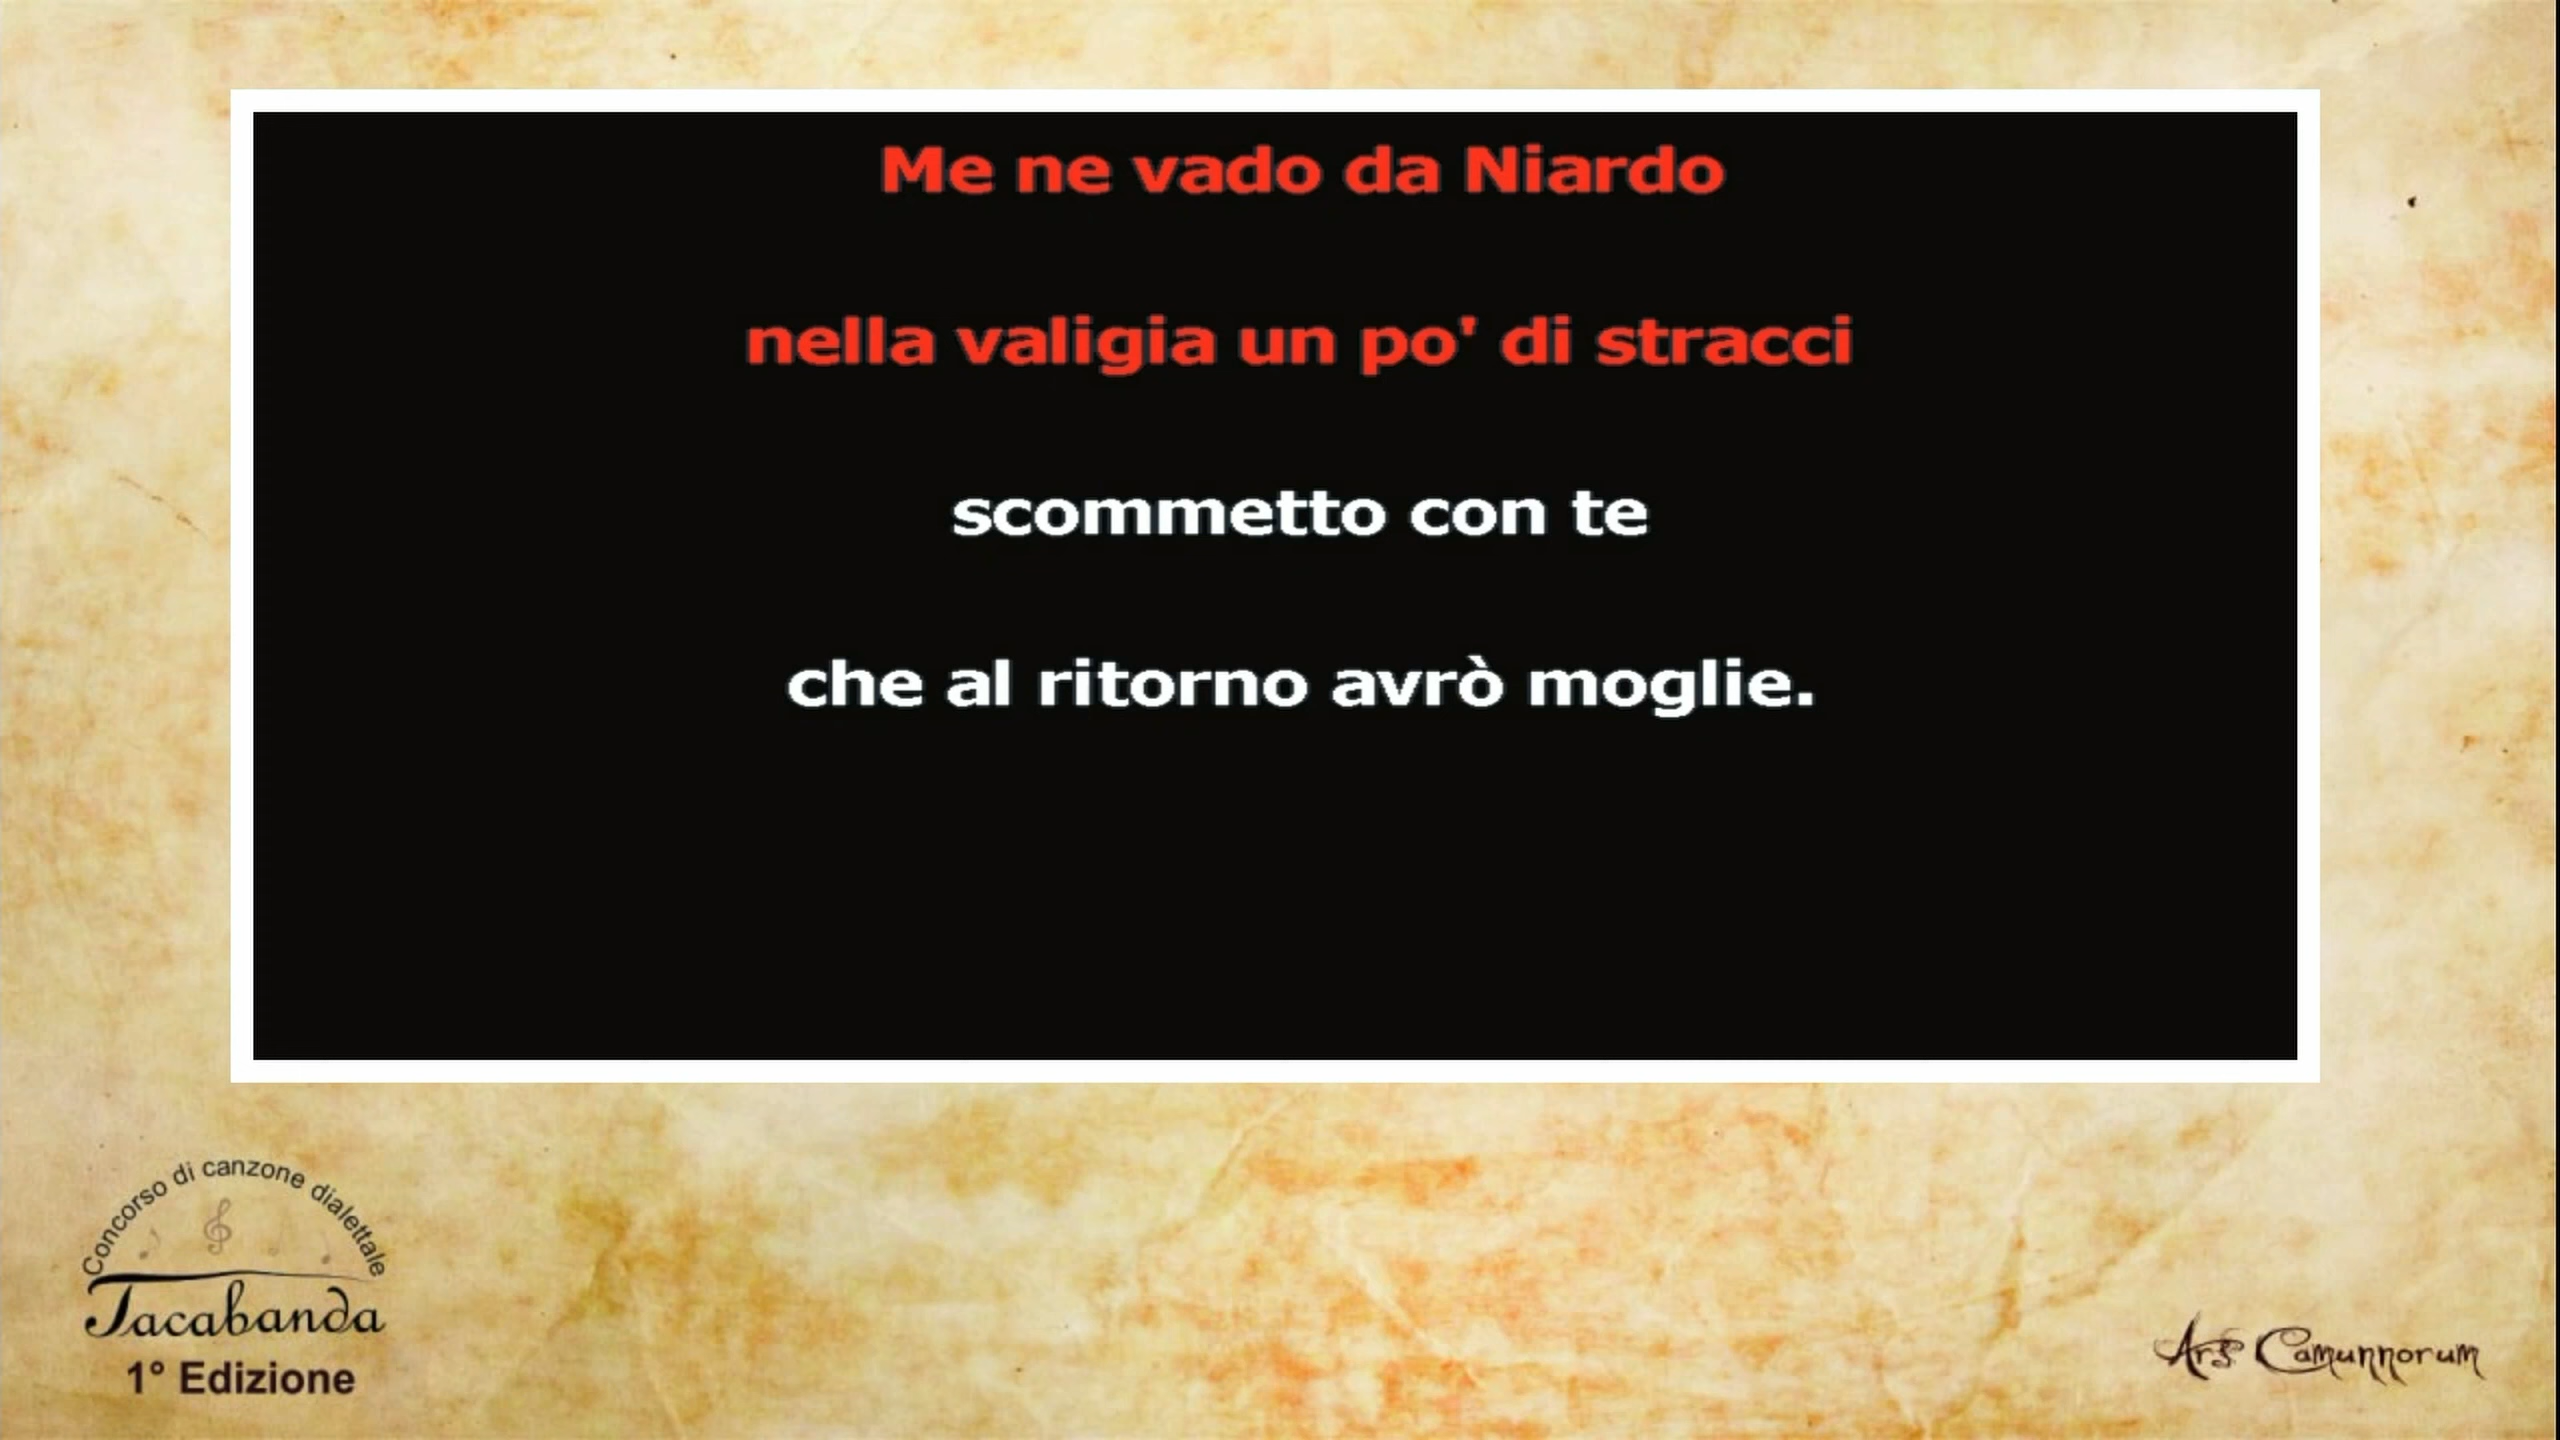 Me ne vado da Niardo
nella valigia un po' di stracci
scommetto con te
che al ritorno avrò moglie.
Concorso di canzone dialettale
Tacabanda
1° Edizione
Ars Camunnorum